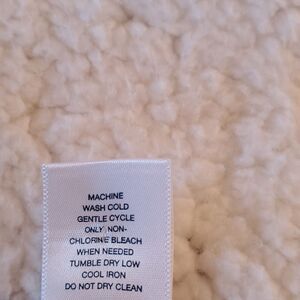 MACHINE
WASH COLD
GENTLE CYCLE
ONLY NON-
CHLORINE BLEACH
WHEN NEEDED
TUMBLE DRY LOW
COOL IRON
DO NOT DRY CLEAN